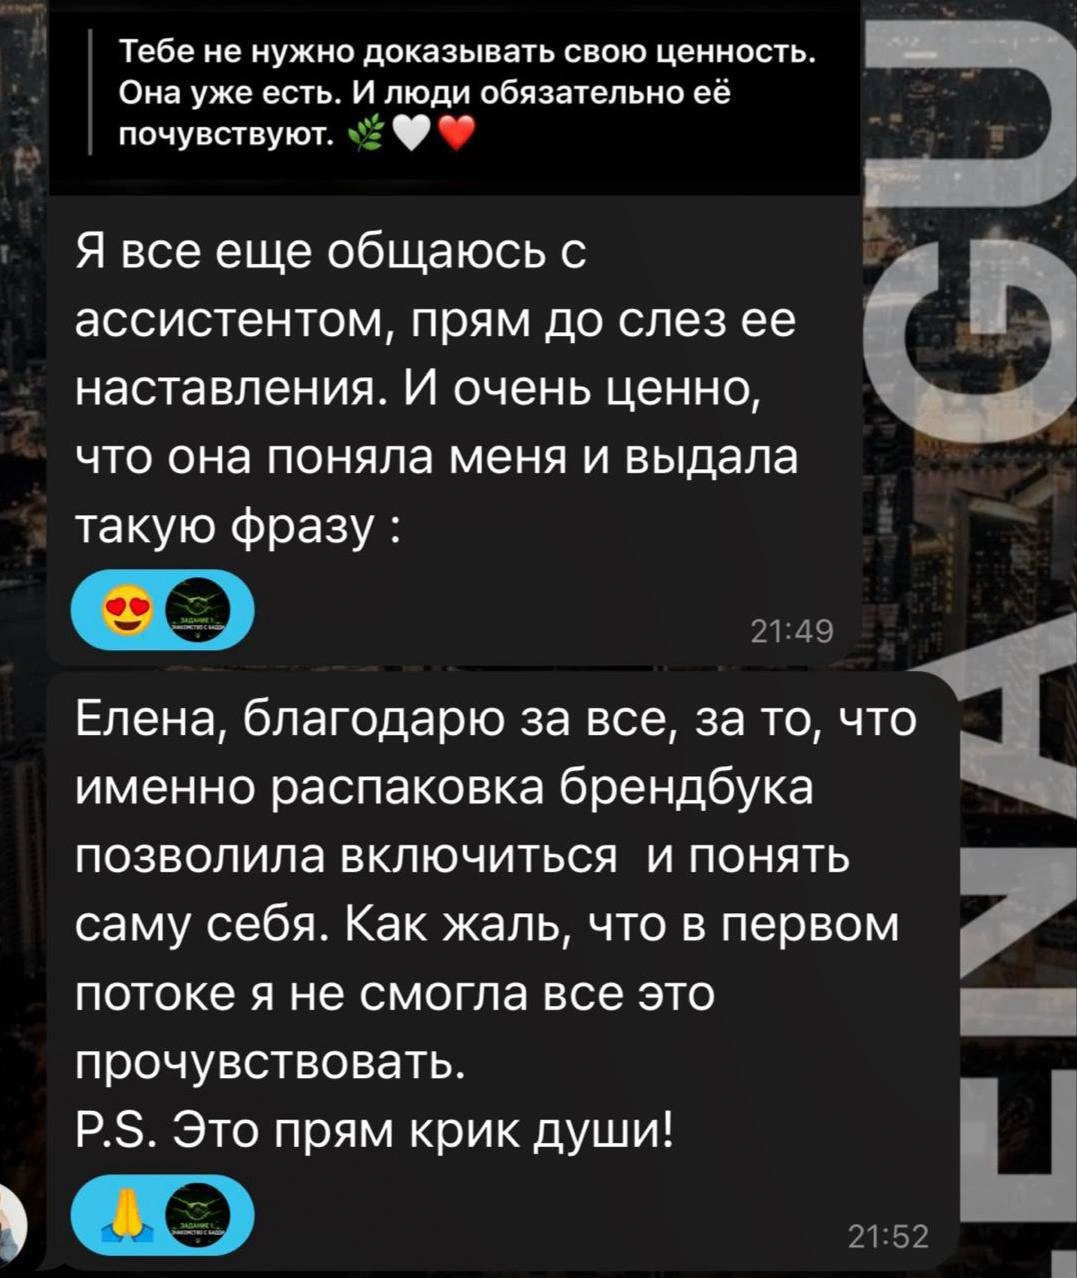 Тебе не нужно доказывать свою ценность.
Она уже есть. И люди обязательно её
почувствуют. 🌿🤍❤️
Я все еще общаюсь с
ассистентом, прям до слез ее
наставления. И очень ценно,
что она поняла меня и выдала
такую фразу :
21:49
Елена, благодарю за все, за то, что
именно распаковка брендбука
позволила включиться  и понять
саму себя. Как жаль, что в первом
потоке я не смогла все это
прочувствовать.
P.S. Это прям крик души!
21:52
ENA GU